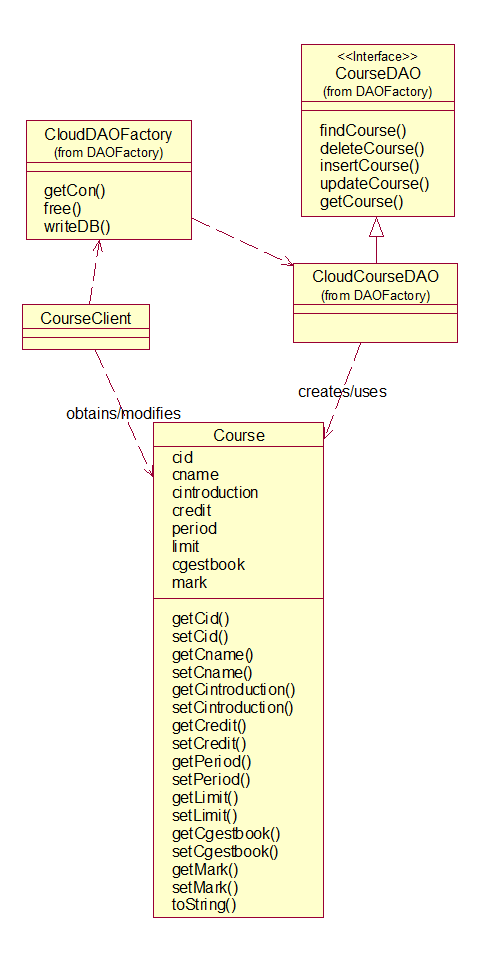 <<Interface>>
CourseDAO
(from DAOFactory)
findCourse()
deleteCourse()
insertCourse()
updateCourse()
getCourse()
CloudDAOFactory
(from DAOFactory)
getCon()
free()
writeDB()
CloudCourseDAO
(from DAOFactory)
CourseClient
creates/uses
obtains/modifies
Course
cid
cname
cintroduction
credit
period
limit
cgestbook
mark
getCid()
setCid()
getCname()
setCname()
getCintroduction()
setCintroduction()
getCredit()
setCredit()
getPeriod()
setPeriod()
getLimit()
setLimit()
getCgestbook()
setCgestbook()
getMark()
setMark()
toString()